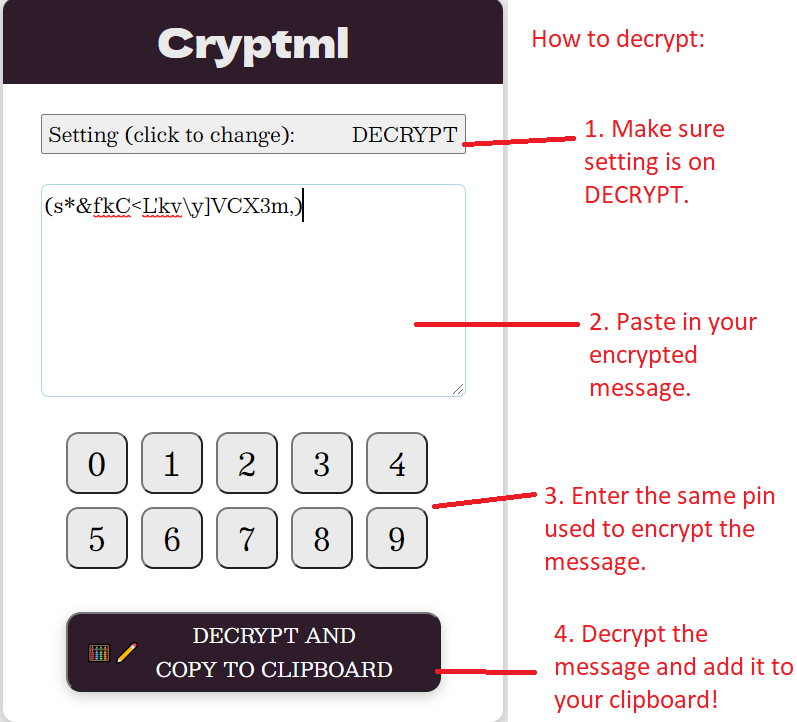 Cryptml
How to decrypt:
Setting (click to change): DECRYPT
1. Make sure
setting is on
DECRYPT.
(s*&fkC<L'kv\y]VCX3m,)
2. Paste in your
encrypted
message.
0 1 2 3 4
3. Enter the same pin
used to encrypt the
message.
5 6 7 8 9
DECRYPT AND
COPY TO CLIPBOARD
4. Decrypt the
message and add it to
your clipboard!